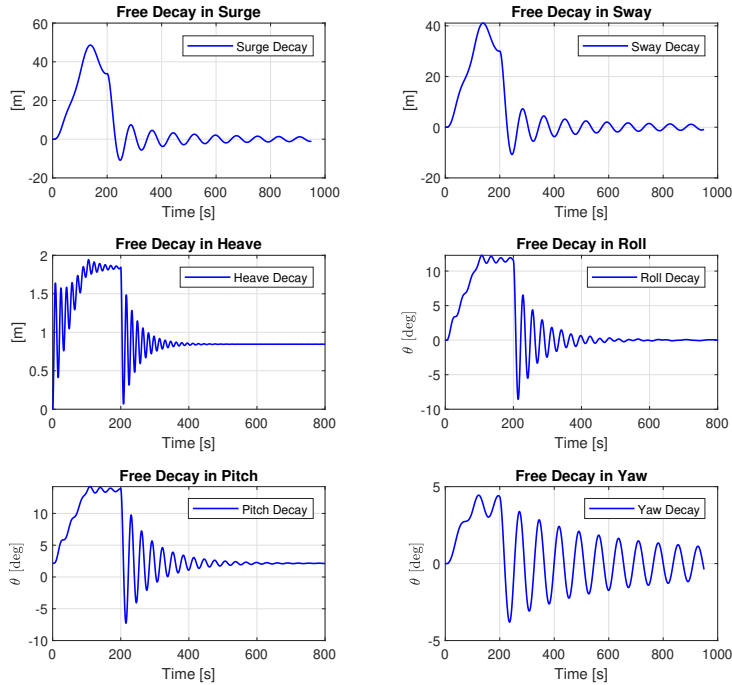 Free Decay in Surge
60
40
20
0
-20
[m]
Surge Decay
0 200 400 600 800 1000
Time [s]
Free Decay in Sway
40
20
0
-20
[m]
Sway Decay
0 200 400 600 800 1000
Time [s]
Free Decay in Heave
2
1.5
1
0.5
0
[m]
Heave Decay
0 200 400 600 800
Time [s]
Free Decay in Roll
10
5
0
-5
-10
θ [deg]
Roll Decay
0 200 400 600 800
Time [s]
Free Decay in Pitch
10
5
0
-5
-10
θ [deg]
Pitch Decay
0 200 400 600 800
Time [s]
Free Decay in Yaw
5
0
-5
θ [deg]
Yaw Decay
0 200 400 600 800 1000
Time [s]